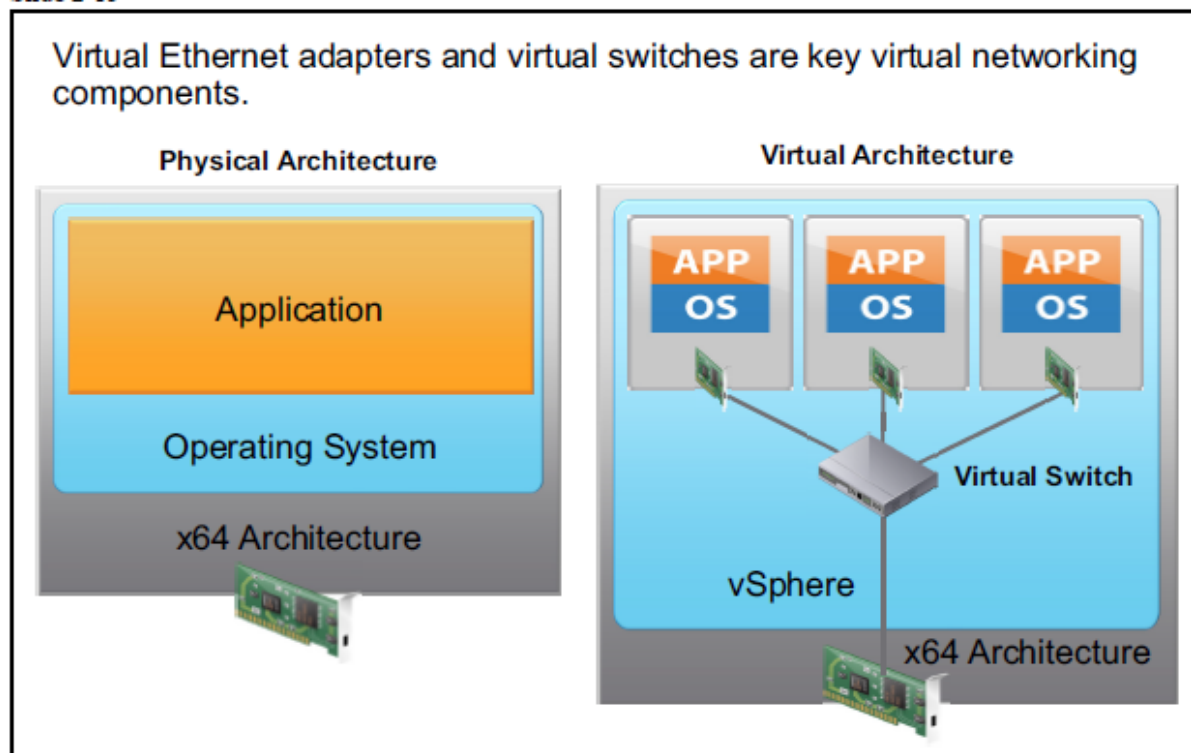 Virtual Ethernet adapters and virtual switches are key virtual networking
components.
Physical Architecture
Application
Operating System
x64 Architecture
Virtual Architecture
APP
OS
APP
OS
APP
OS
Virtual Switch
vSphere
x64 Architecture